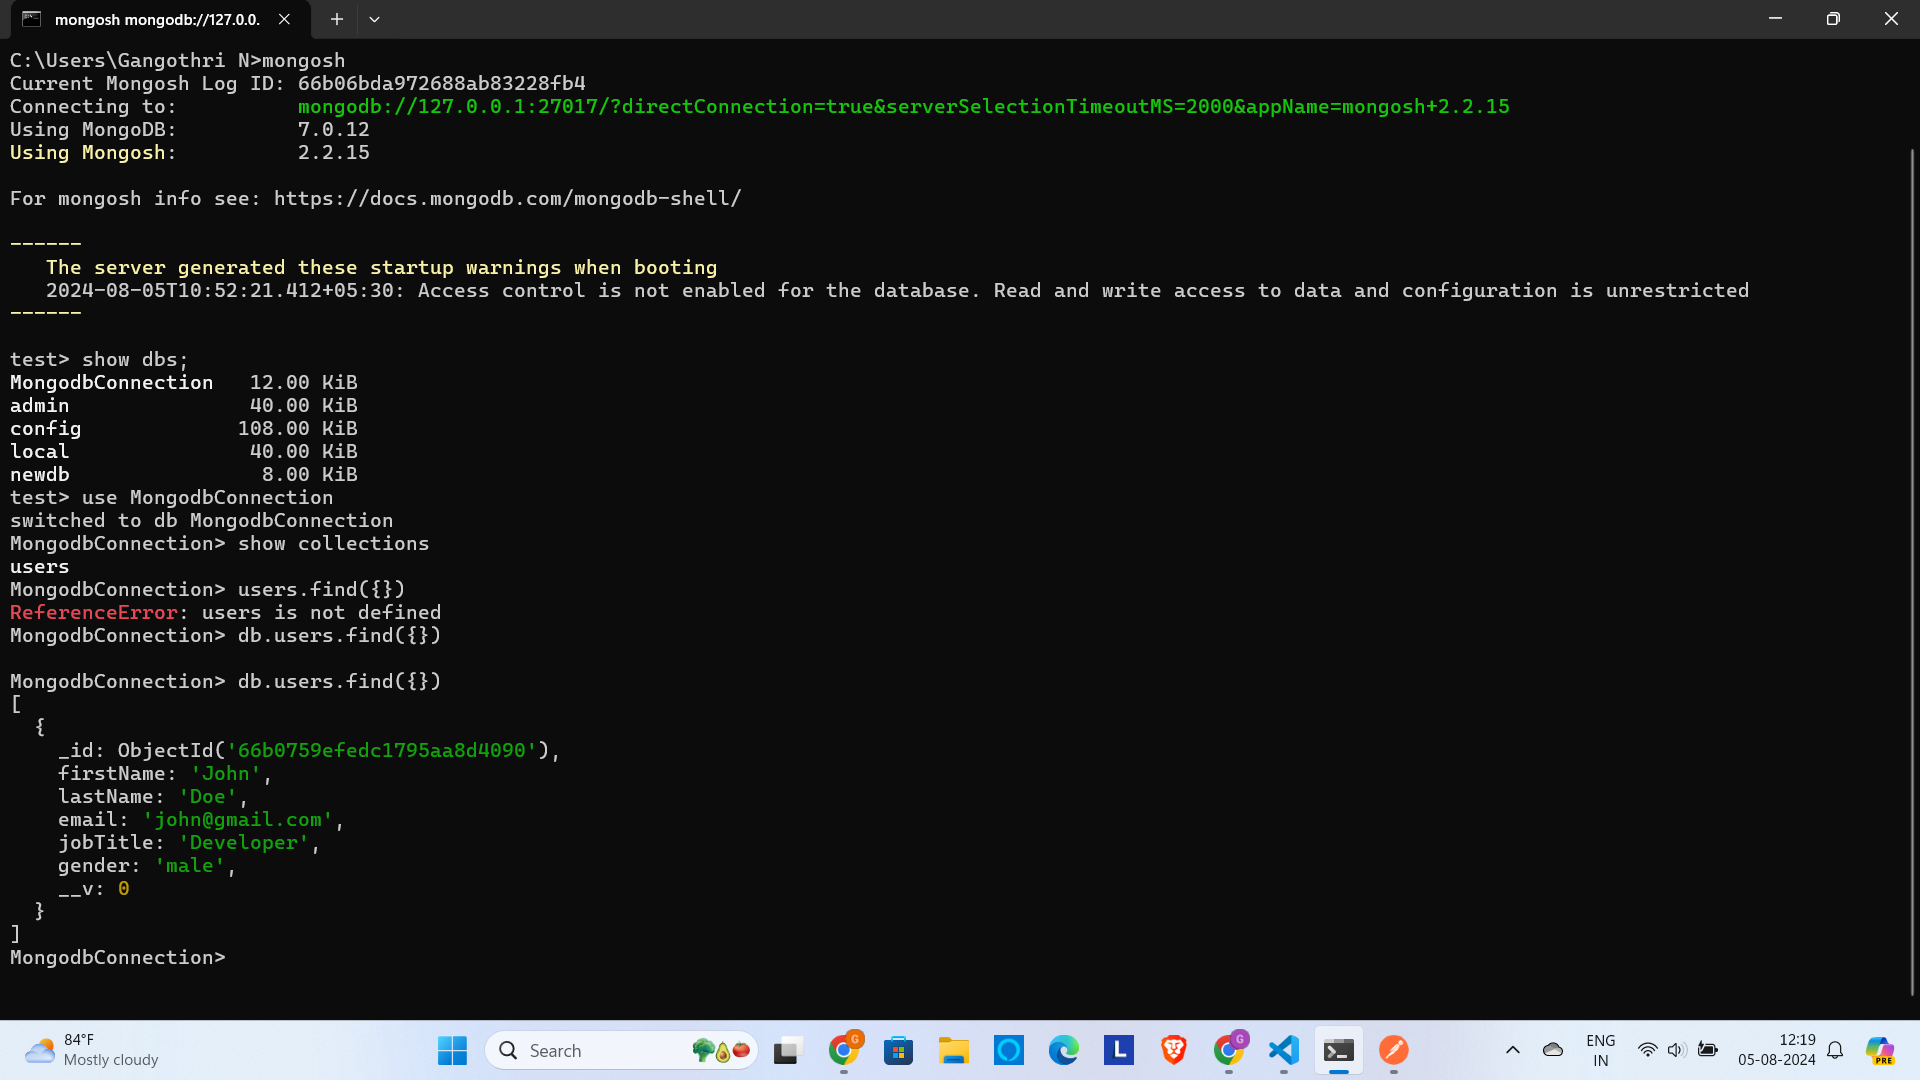 mongosh mongodb://127.0.0.
C:\Users\Gangothri N>mongosh
Current Mongosh Log ID: 66b06bda972688ab83228fb4
Connecting to:          mongodb://127.0.0.1:27017/?directConnection=true&serverSelectionTimeoutMS=2000&appName=mongosh+2.2.15
Using MongoDB:          7.0.12
Using Mongosh:          2.2.15
For mongosh info see: https://docs.mongodb.com/mongodb-shell/
------
   The server generated these startup warnings when booting
   2024-08-05T10:52:21.412+05:30: Access control is not enabled for the database. Read and write access to data and configuration is unrestricted
------
test> show dbs;
MongodbConnection   12.00 KiB
admin               40.00 KiB
config             108.00 KiB
local               40.00 KiB
newdb                8.00 KiB
test> use MongodbConnection
switched to db MongodbConnection
MongodbConnection> show collections
users
MongodbConnection> users.find({})
ReferenceError: users is not defined
MongodbConnection> db.users.find({})
MongodbConnection> db.users.find({})
[
  {
    _id: ObjectId('66b0759efedc1795aa8d4090'),
    firstName: 'John',
    lastName: 'Doe',
    email: 'john@gmail.com',
    jobTitle: 'Developer',
    gender: 'male',
    __v: 0
  }
]
MongodbConnection>
84°F
Mostly cloudy
Search
G
L
G
ENG
IN
12:19
05-08-2024
PRE